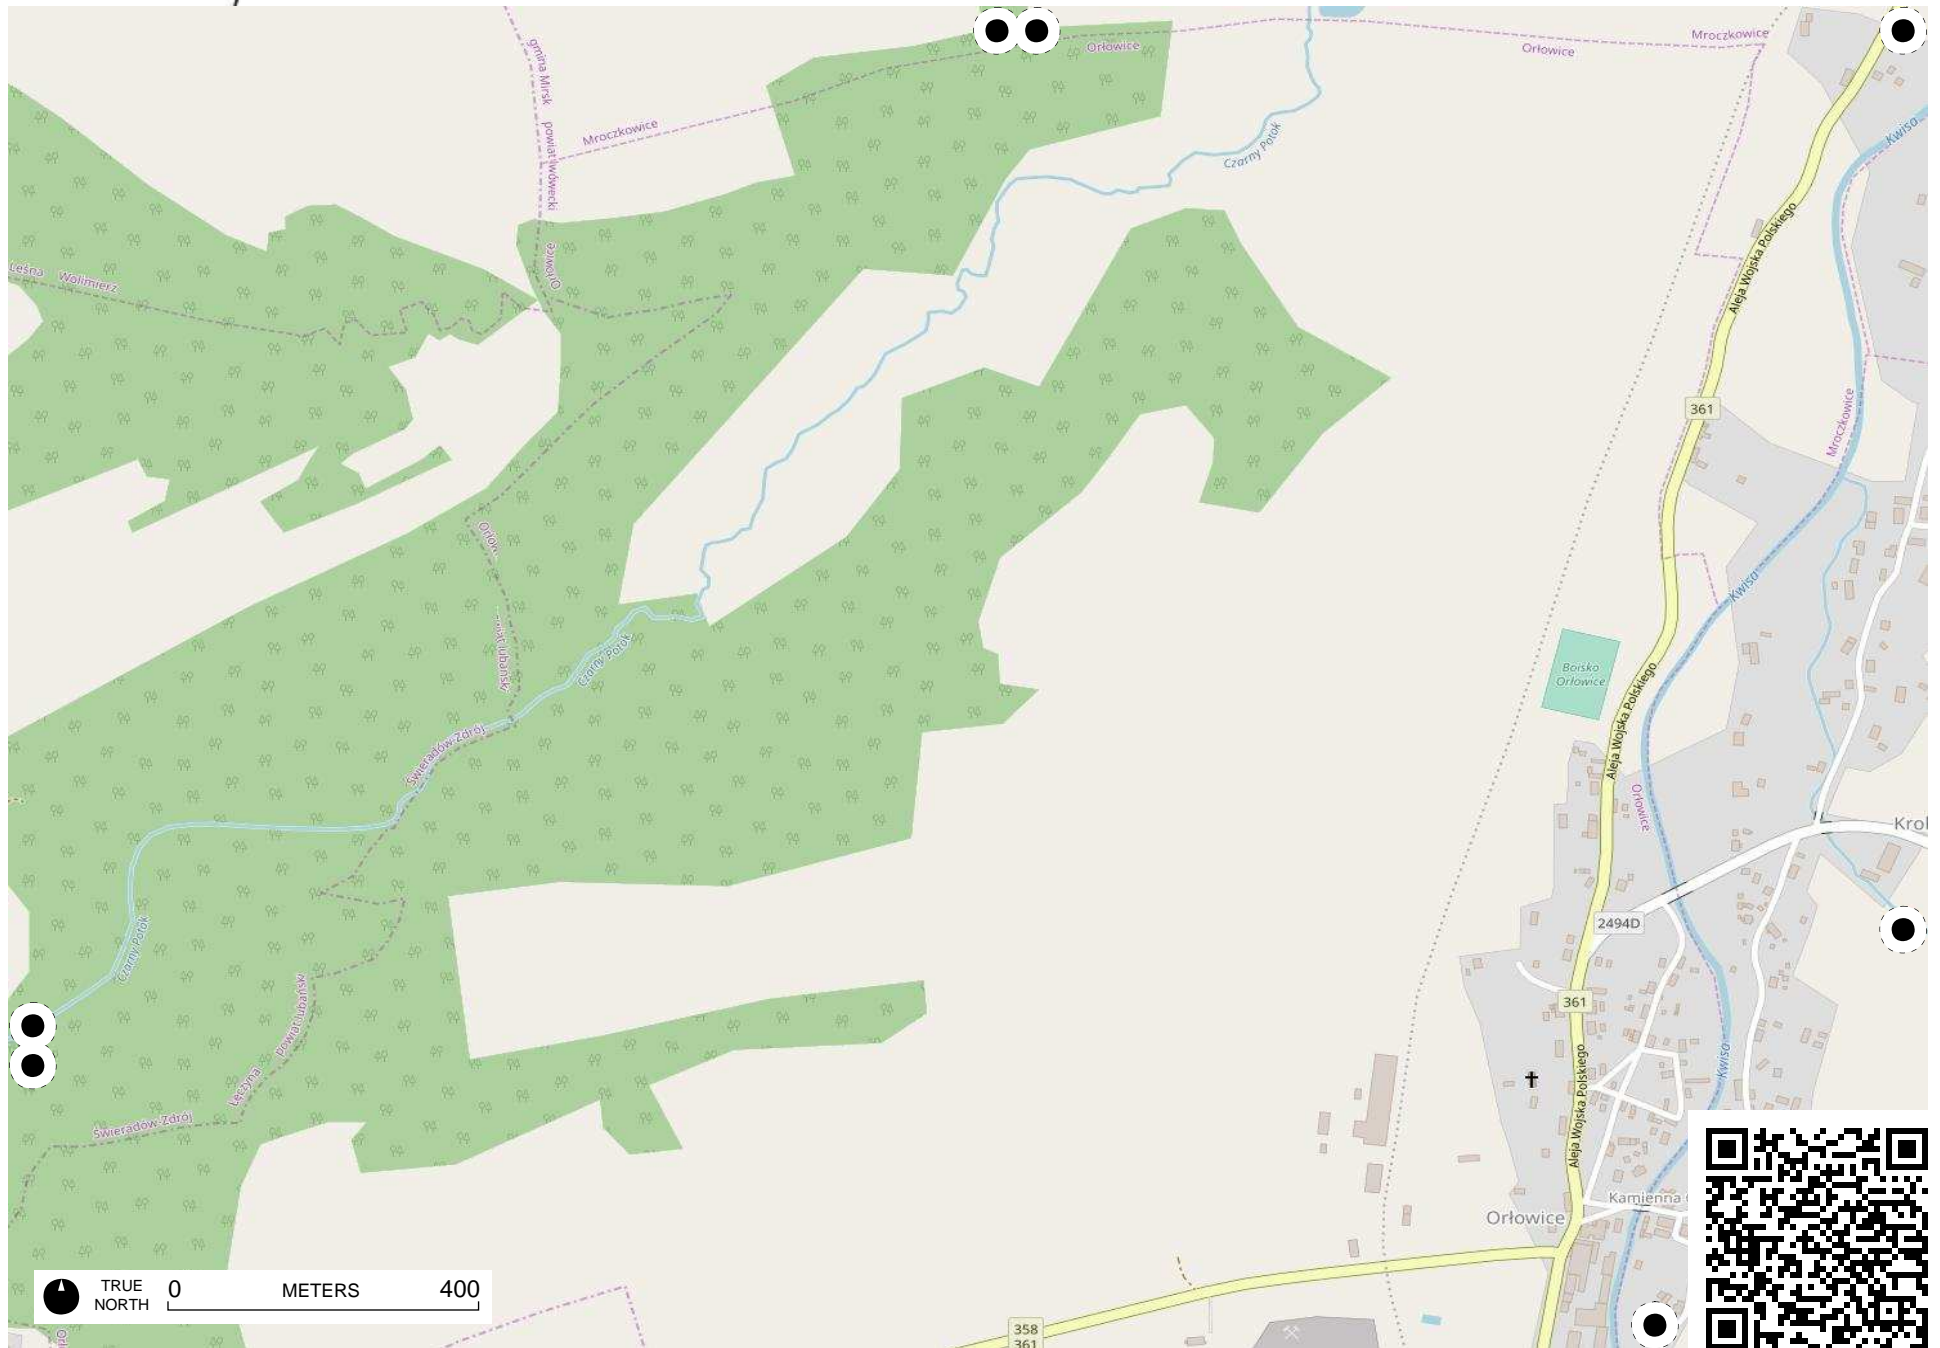 Orłowice
Mroczkowice
Orłowice
gmina Mirsk
powiat lwówecki
Orłowice
Mroczkowice
Czarny Potok
Kwisa
Aleja Wojska Polskiego
Leśna
Wolimierz
361
Mroczkowice
Kwisa
Czarny Potok
Boisko
Orłowice
Aleja Wojska Polskiego
Świeradów-Zdrój
Orłowice
Czarny Potok
2494D
361
powiat lubański
Łęczyna
Świeradów-Zdrój
Kwisa
Aleja Wojska Polskiego
Kamienna
Orłowice
TRUE
NORTH
0 METERS 400
358
361